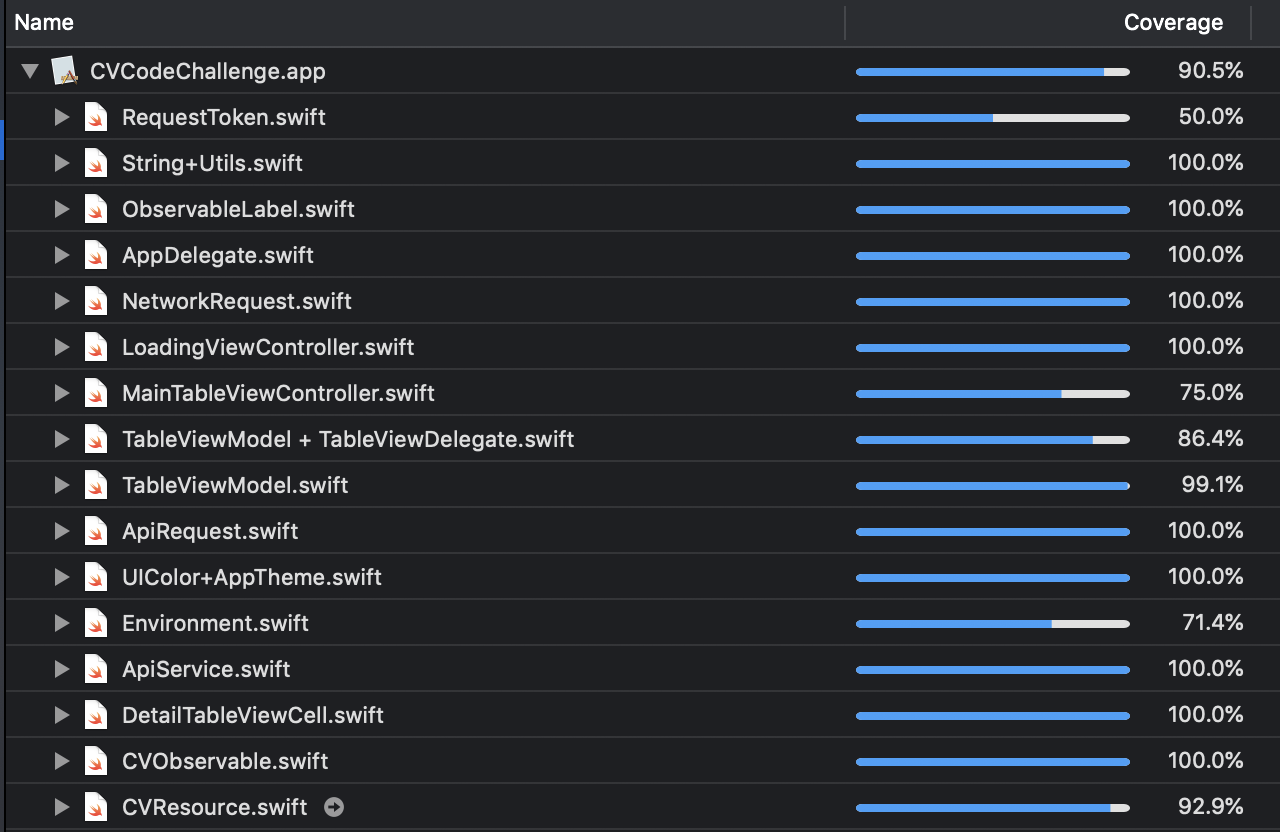 Name Coverage
CVCodeChallenge.app 90.5%
RequestToken.swift 50.0%
String+Utils.swift 100.0%
ObservableLabel.swift 100.0%
AppDelegate.swift 100.0%
NetworkRequest.swift 100.0%
LoadingViewController.swift 100.0%
MainTableViewController.swift 75.0%
TableViewModel + TableViewDelegate.swift 86.4%
TableViewModel.swift 99.1%
ApiRequest.swift 100.0%
UIColor+AppTheme.swift 100.0%
Environment.swift 71.4%
ApiService.swift 100.0%
DetailTableViewCell.swift 100.0%
CVObservable.swift 100.0%
CVResource.swift 92.9%